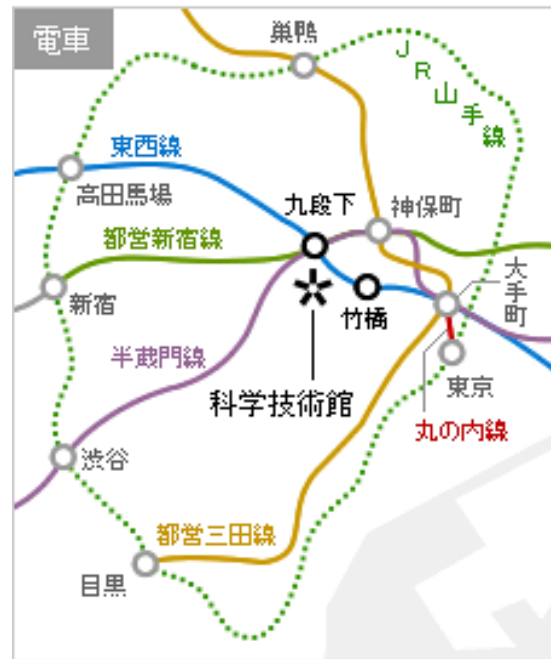 電車
巣鴨
JR山手線
東西線
高田馬場
九段下
神保町
都営新宿線
大手町
新宿
竹橋
半蔵門線
科学技術館
東京
丸の内線
渋谷
都営三田線
目黒